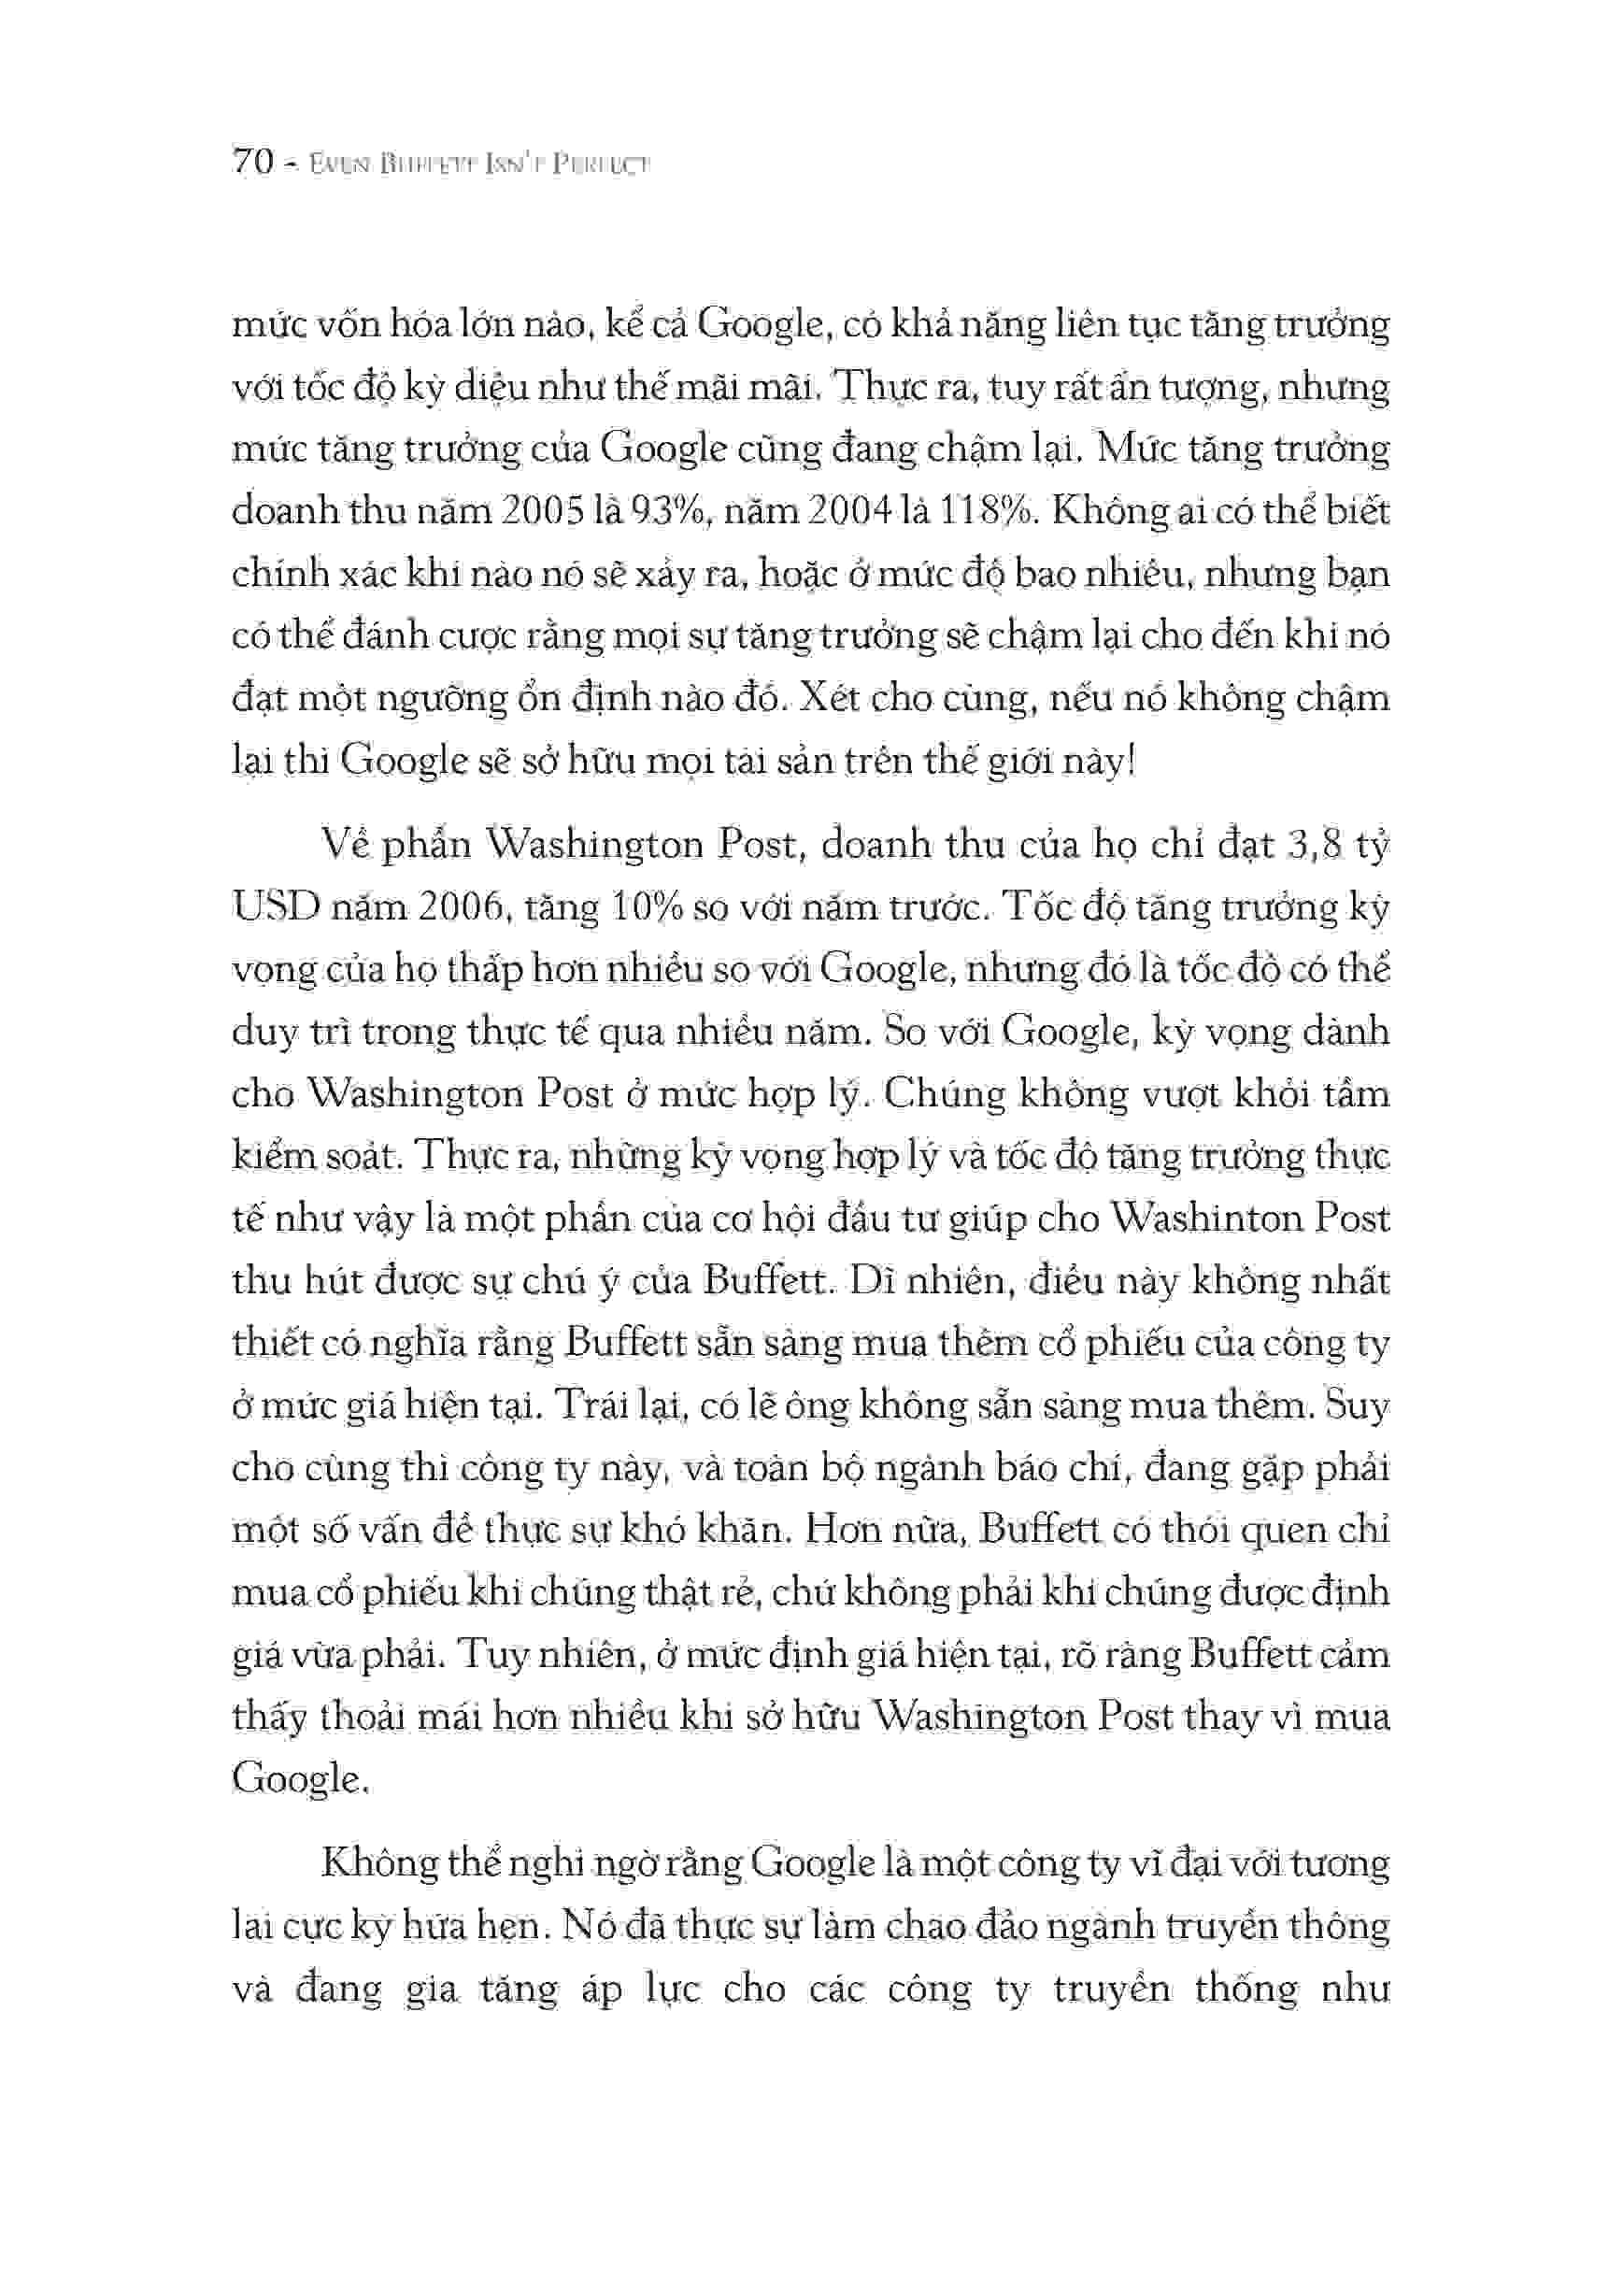 70 - EVEN BUFFETT ISN'T PERFECT
mức vốn hóa lớn nào, kể cả Google, có khả năng liên tục tăng trưởng
với tốc độ kỳ diệu như thế mãi mãi. Thực ra, tuy rất ấn tượng, nhưng
mức tăng trưởng của Google cũng đang chậm lại. Mức tăng trưởng
doanh thu năm 2005 là 93%, năm 2004 là 118%. Không ai có thể biết
chính xác khi nào nó sẽ xảy ra, hoặc ở mức độ bao nhiêu, nhưng bạn
có thể đánh cược rằng mọi sự tăng trưởng sẽ chậm lại cho đến khi nó
đạt một ngưỡng ổn định nào đó. Xét cho cùng, nếu nó không chậm
lại thì Google sẽ sở hữu mọi tài sản trên thế giới này!
Về phần Washington Post, doanh thu của họ chỉ đạt 3,8 tỷ
USD năm 2006, tăng 10% so với năm trước. Tốc độ tăng trưởng kỳ
vọng của họ thấp hơn nhiều so với Google, nhưng đó là tốc độ có thể
duy trì trong thực tế qua nhiều năm. So với Google, kỳ vọng dành
cho Washington Post ở mức hợp lý. Chúng không vượt khỏi tầm
kiểm soát. Thực ra, những kỳ vọng hợp lý và tốc độ tăng trưởng thực
tế như vậy là một phần của cơ hội đầu tư giúp cho Washinton Post
thu hút được sự chú ý của Buffett. Dĩ nhiên, điều này không nhất
thiết có nghĩa rằng Buffett sẵn sàng mua thêm cổ phiếu của công ty
ở mức giá hiện tại. Trái lại, có lẽ ông không sẵn sàng mua thêm. Suy
cho cùng thì công ty này, và toàn bộ ngành báo chí, đang gặp phải
một số vấn đề thực sự khó khăn. Hơn nữa, Buffett có thói quen chỉ
mua cổ phiếu khi chúng thật rẻ, chứ không phải khi chúng được định
giá vừa phải. Tuy nhiên, ở mức định giá hiện tại, rõ ràng Buffett cảm
thấy thoải mái hơn nhiều khi sở hữu Washington Post thay vì mua
Google.
Không thể nghi ngờ rằng Google là một công ty vĩ đại với tương
lai cực kỳ hứa hẹn. Nó đã thực sự làm chao đảo ngành truyền thông
và đang gia tăng áp lực cho các công ty truyền thống như